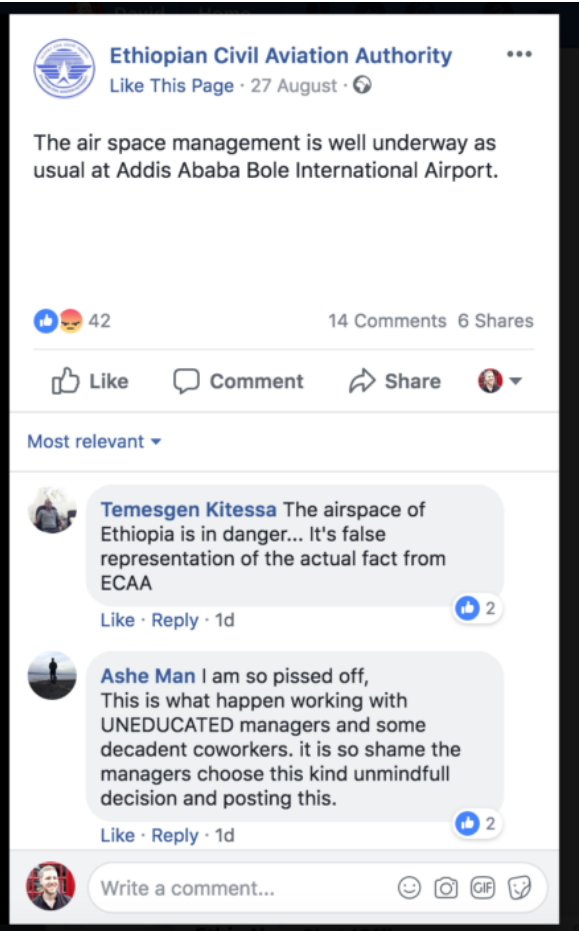 Ethiopian Civil Aviation Authority
Like This Page · 27 August ·
The air space management is well underway as
usual at Addis Ababa Bole International Airport.
42
14 Comments 6 Shares
Like Comment Share
Most relevant
Temesgen Kitessa The airspace of
Ethiopia is in danger... It's false
representation of the actual fact from
ECAA
2
Like · Reply · 1d
Ashe Man I am so pissed off,
This is what happen working with
UNEDUCATED managers and some
decadent coworkers. it is so shame the
managers choose this kind unmindfull
decision and posting this.
2
Like · Reply · 1d
Write a comment...
GIF